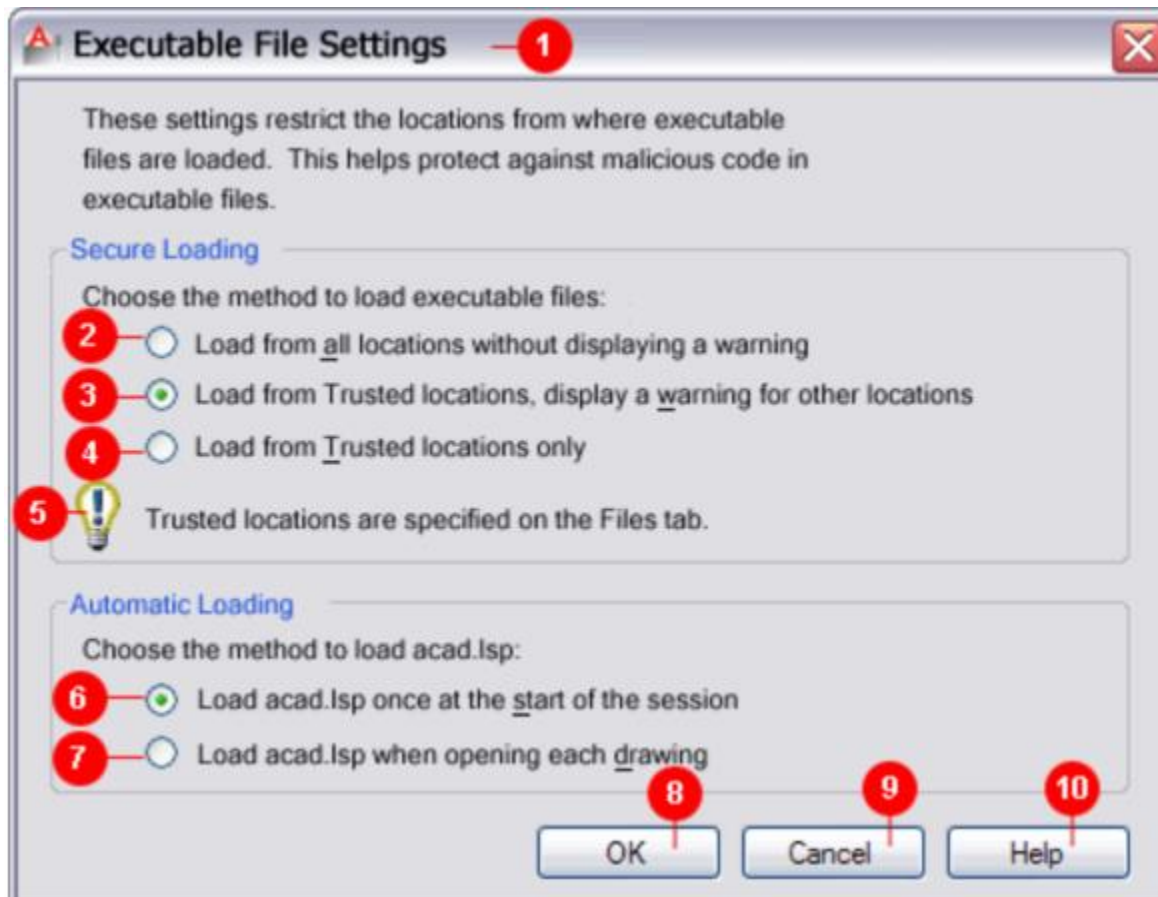 Executable File Settings
1
These settings restrict the locations from where executable
files are loaded. This helps protect against malicious code in
executable files.
Secure Loading
Choose the method to load executable files:
2 Load from all locations without displaying a warning
3 Load from Trusted locations, display a warning for other locations
4 Load from Trusted locations only
5 Trusted locations are specified on the Files tab.
Automatic Loading
Choose the method to load acad.lsp:
6 Load acad.lsp once at the start of the session
7 Load acad.lsp when opening each drawing
8 9 10
OK Cancel Help